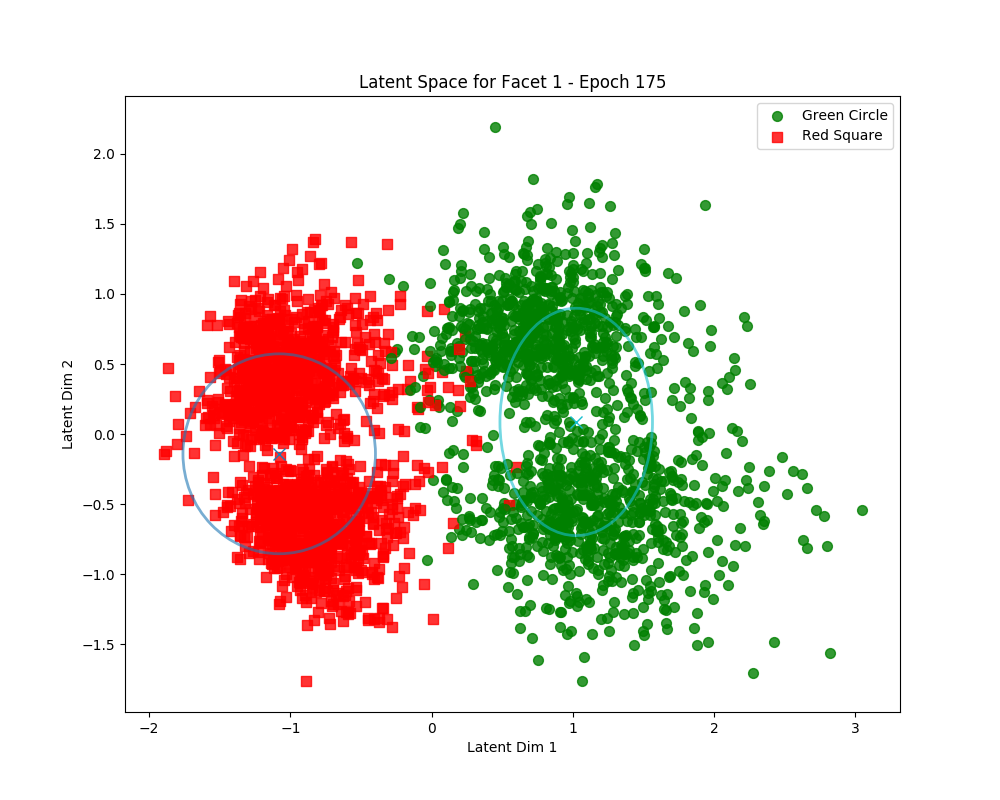 Latent Space for Facet 1 - Epoch 175
Green Circle
Red Square
2.0
1.5
1.0
0.5
0.0
−0.5
−1.0
−1.5
Latent Dim 2
−2 −1 0 1 2 3
Latent Dim 1